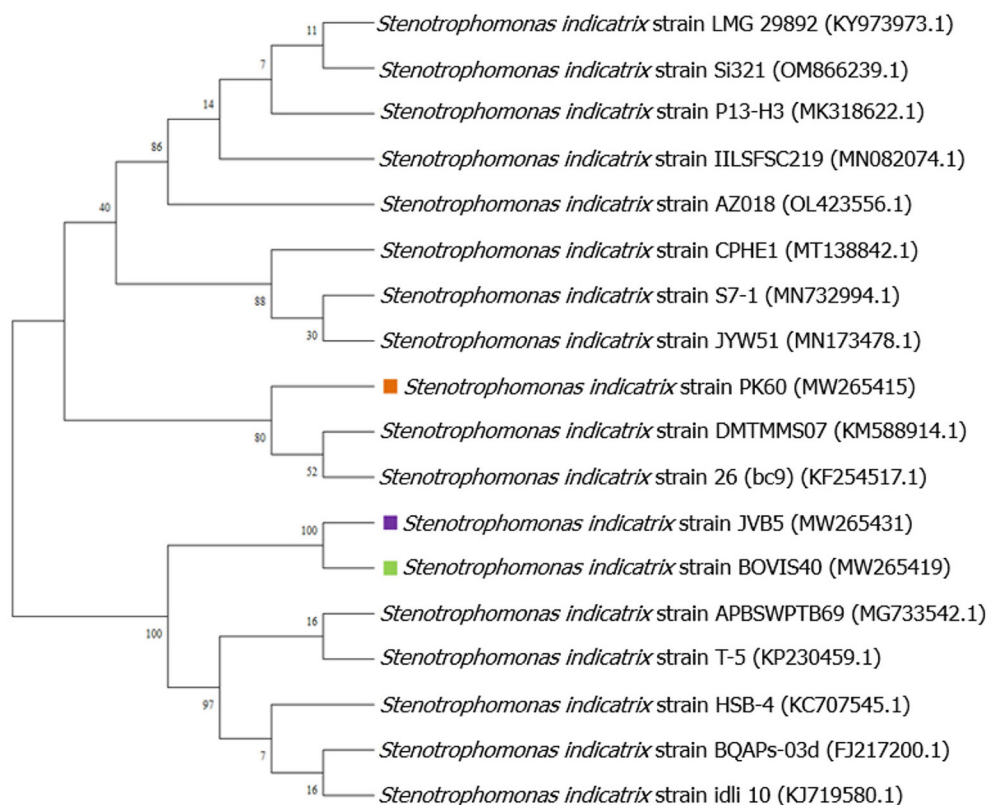 11
Stenotrophomonas indicatrix strain LMG 29892 (KY973973.1)
7
Stenotrophomonas indicatrix strain Si321 (OM866239.1)
14
Stenotrophomonas indicatrix strain P13-H3 (MK318622.1)
86
Stenotrophomonas indicatrix strain IILSFSC219 (MN082074.1)
40
Stenotrophomonas indicatrix strain AZ018 (OL423556.1)
Stenotrophomonas indicatrix strain CPHE1 (MT138842.1)
88
Stenotrophomonas indicatrix strain S7-1 (MN732994.1)
30
Stenotrophomonas indicatrix strain JYW51 (MN173478.1)
Stenotrophomonas indicatrix strain PK60 (MW265415)
80
Stenotrophomonas indicatrix strain DMTMMS07 (KM588914.1)
52
Stenotrophomonas indicatrix strain 26 (bc9) (KF254517.1)
100
Stenotrophomonas indicatrix strain JVB5 (MW265431)
Stenotrophomonas indicatrix strain BOVIS40 (MW265419)
100
16
Stenotrophomonas indicatrix strain APBSWPTB69 (MG733542.1)
Stenotrophomonas indicatrix strain T-5 (KP230459.1)
97
Stenotrophomonas indicatrix strain HSB-4 (KC707545.1)
7
Stenotrophomonas indicatrix strain BQAPs-03d (FJ217200.1)
16
Stenotrophomonas indicatrix strain idli 10 (KJ719580.1)